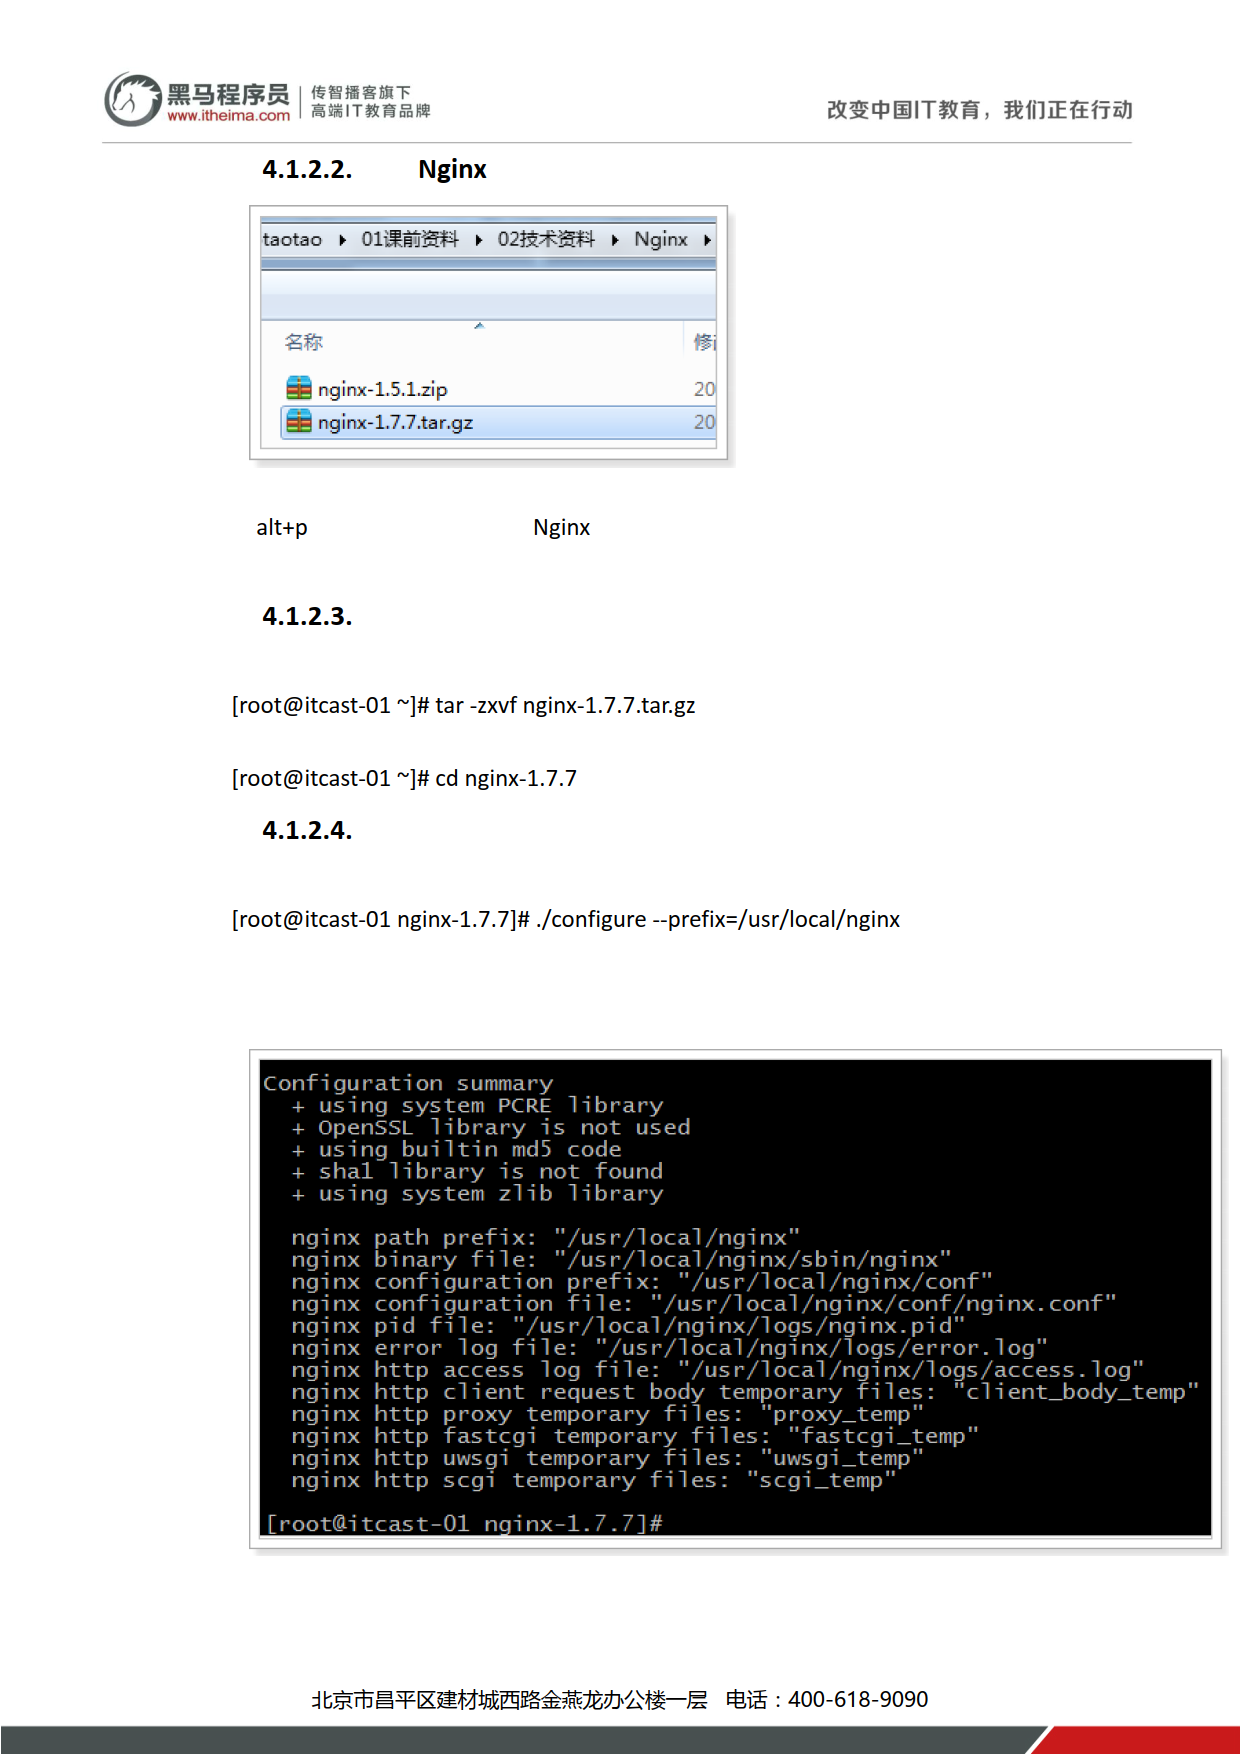 黑马程序员
www.itheima.com
传智播客旗下
高端IT教育品牌
改变中国IT教育，我们正在行动
4.1.2.2. Nginx
taotao 01课前资料 02技术资料 Nginx
名称 修
nginx-1.5.1.zip 20
nginx-1.7.7.tar.gz 20
alt+p Nginx
4.1.2.3.
[root@itcast-01 ~]# tar -zxvf nginx-1.7.7.tar.gz
[root@itcast-01 ~]# cd nginx-1.7.7
4.1.2.4.
[root@itcast-01 nginx-1.7.7]# ./configure --prefix=/usr/local/nginx
Configuration summary
+ using system PCRE library
+ OpenSSL library is not used
+ using builtin md5 code
+ sha1 library is not found
+ using system zlib library
nginx path prefix: "/usr/local/nginx"
nginx binary file: "/usr/local/nginx/sbin/nginx"
nginx configuration prefix: "/usr/local/nginx/conf"
nginx configuration file: "/usr/local/nginx/conf/nginx.conf"
nginx pid file: "/usr/local/nginx/logs/nginx.pid"
nginx error log file: "/usr/local/nginx/logs/error.log"
nginx http access log file: "/usr/local/nginx/logs/access.log"
nginx http client request body temporary files: "client_body_temp"
nginx http proxy temporary files: "proxy_temp"
nginx http fastcgi temporary files: "fastcgi_temp"
nginx http uwsgi temporary files: "uwsgi_temp"
nginx http scgi temporary files: "scgi_temp"
[root@itcast-01 nginx-1.7.7]#
北京市昌平区建材城西路金燕龙办公楼一层 电话：400-618-9090